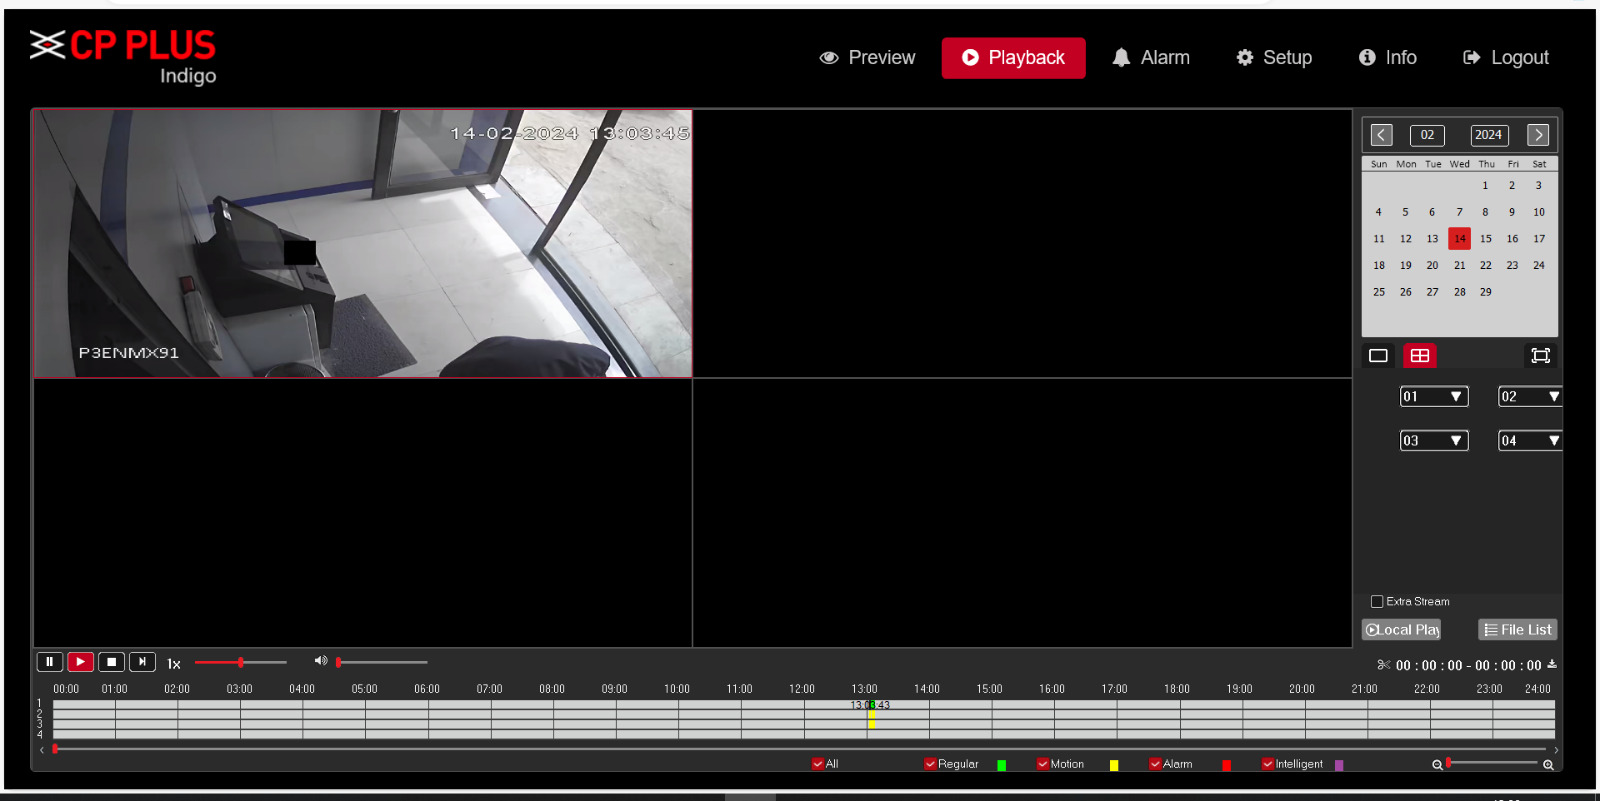 CP PLUS
Indigo
Preview Playback Alarm Setup Info Logout
14-02-2024 13:03:45
P3ENMX91
02 2024
Sun Mon Tue Wed Thu Fri Sat
1 2 3
4 5 6 7 8 9 10
11 12 13 14 15 16 17
18 19 20 21 22 23 24
25 26 27 28 29
01 02
03 04
Extra Stream
Local Play File List
1x
00 : 00 : 00 - 00 : 00 : 00
00:00 01:00 02:00 03:00 04:00 05:00 06:00 07:00 08:00 09:00 10:00 11:00 12:00 13:00 14:00 15:00 16:00 17:00 18:00 19:00 20:00 21:00 22:00 23:00 24:00
13:03:43
1
2
3
4
All Regular Motion Alarm Intelligent